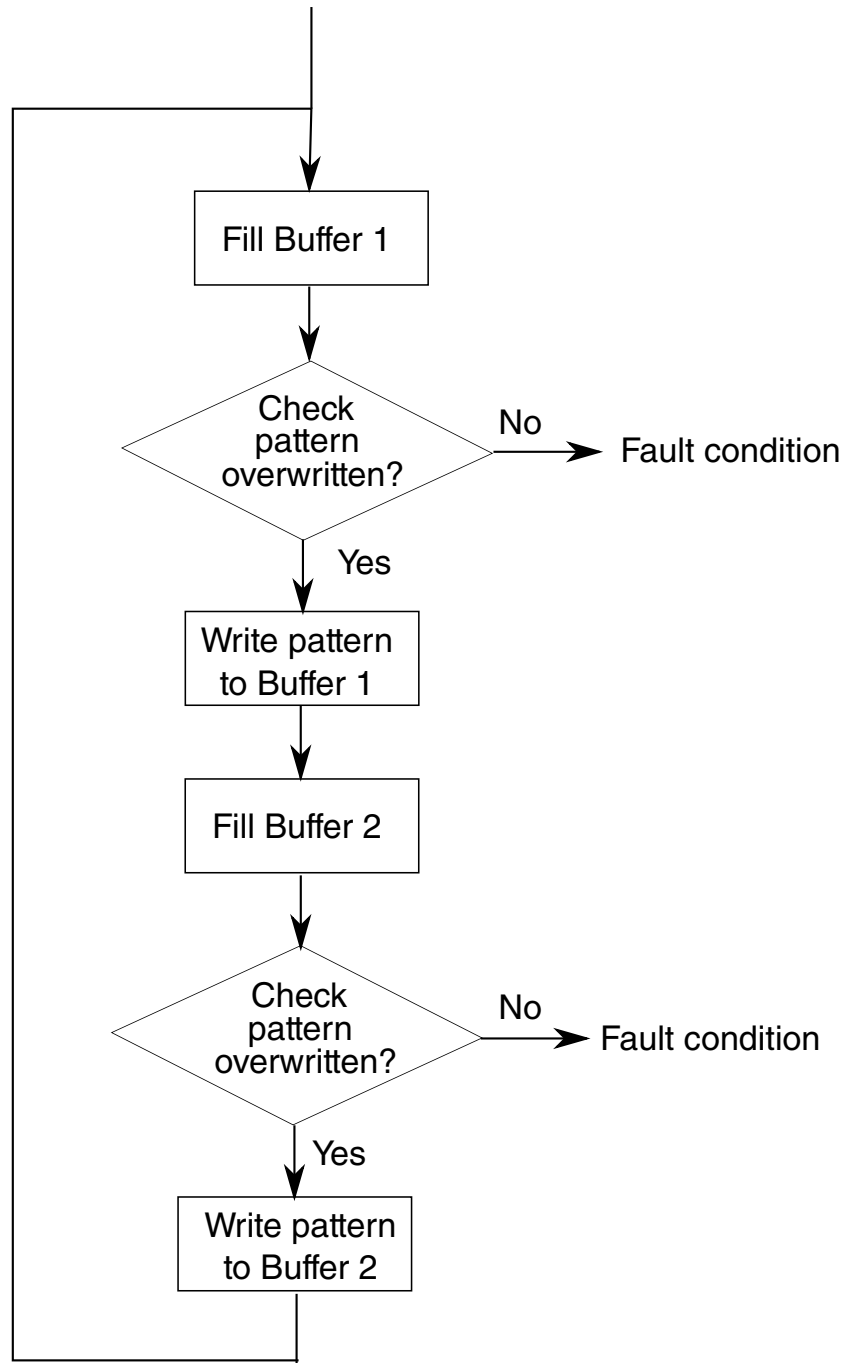 Fill Buffer 1
Check
pattern
overwritten?
No
Fault condition
Yes
Write pattern
to Buffer 1
Fill Buffer 2
Check
pattern
overwritten?
No
Fault condition
Yes
Write pattern
to Buffer 2